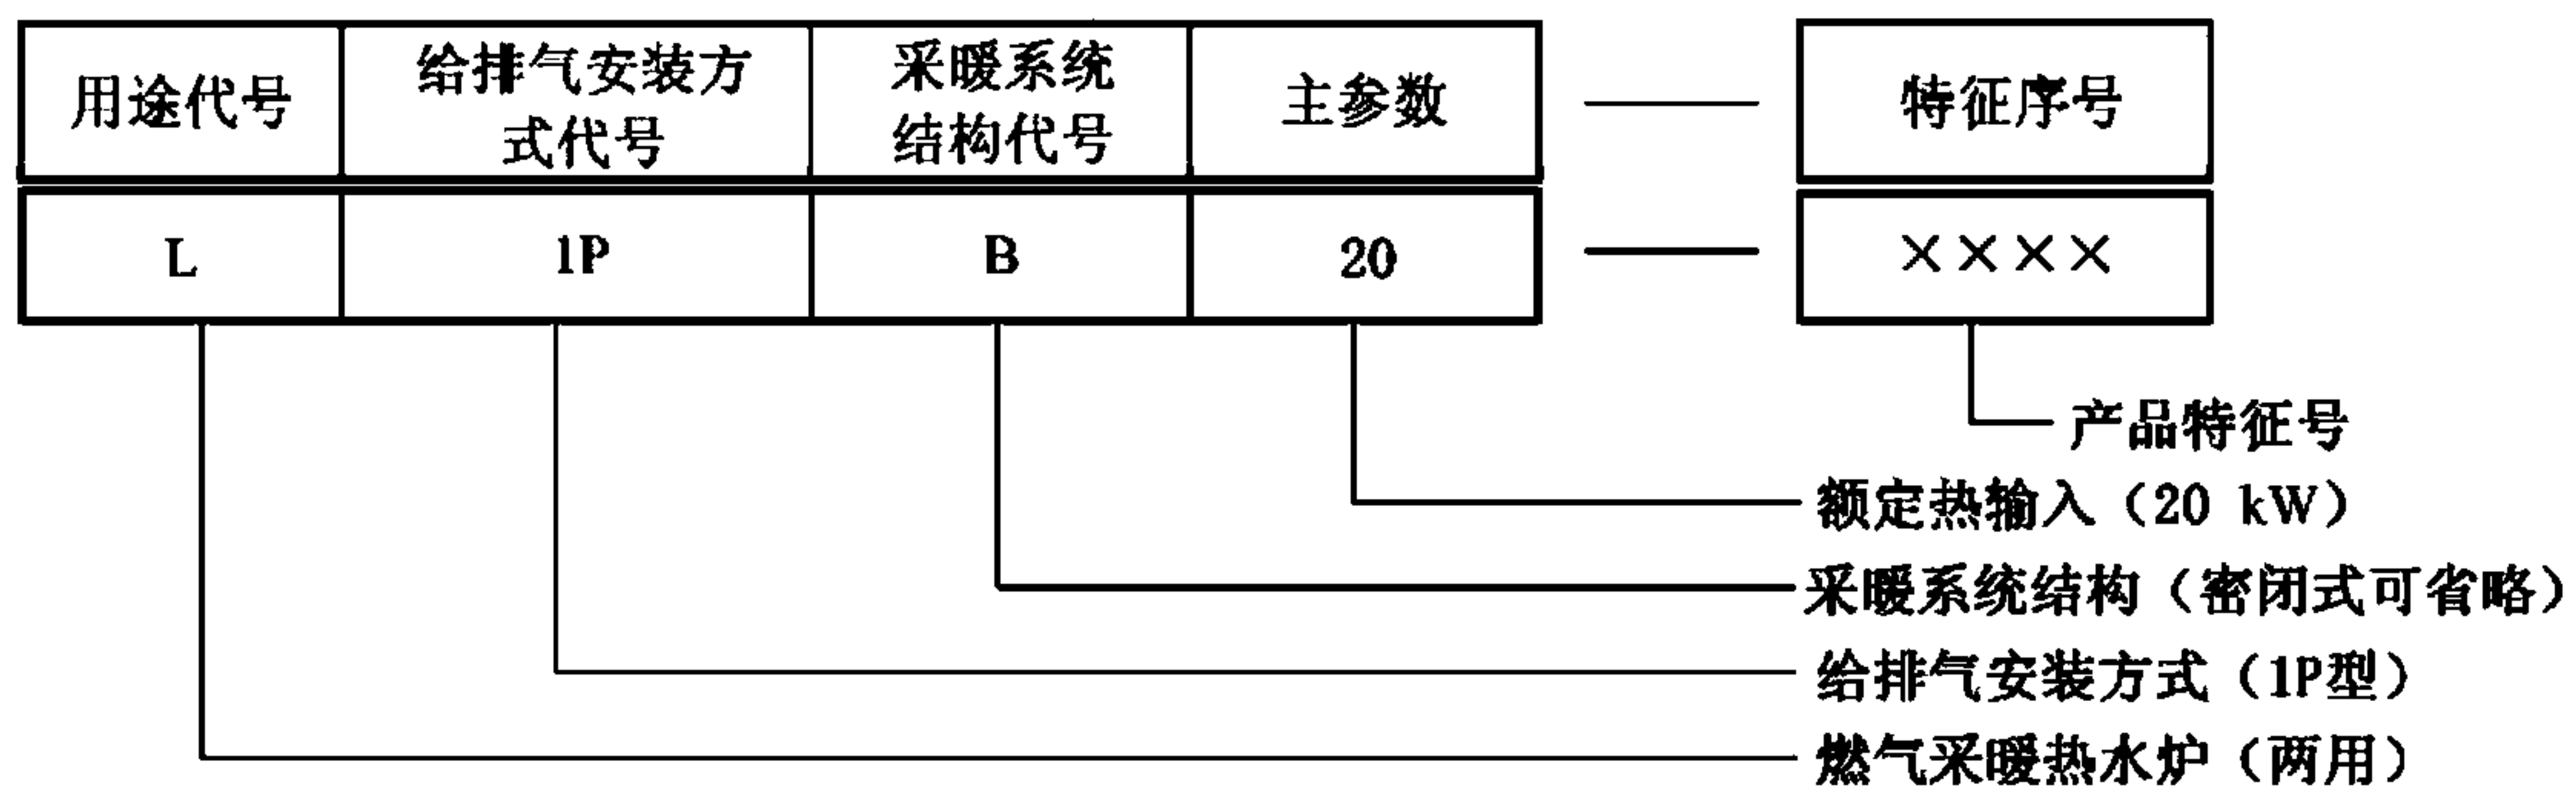 用途代号 给排气安装方式代号 采暖系统结构代号 主参数 —— 特征序号
L 1P B 20 —— ××××
产品特征号
额定热输入（20 kW）
采暖系统结构（密闭式可省略）
给排气安装方式（1P型）
燃气采暖热水炉（两用）